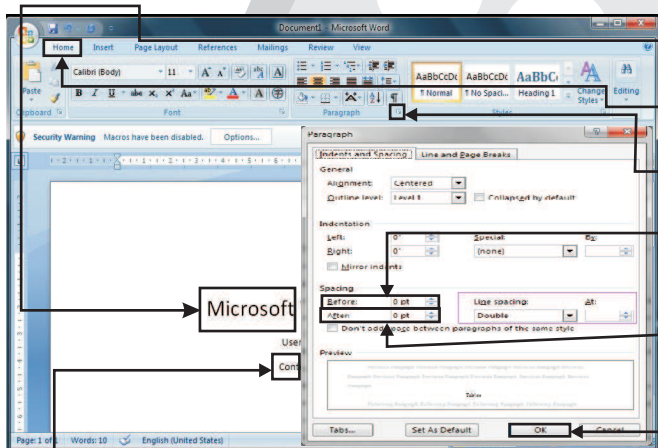 Document1 - Microsoft Word
Home Insert Page Layout References Mailings Review View
Paste
Calibri (Body) 11
AaBbCcDc AaBbCcDc AaBbC
¶ Normal ¶ No Spaci... Heading 1
Change Styles
Editing
Clipboard Font Paragraph Styles
Security Warning Macros have been disabled. Options...
Paragraph
Indents and Spacing Line and Page Breaks
General
Alignment: Centered
Outline level: Level 1 Collapsed by default
Indentation
Left: 0" Special: By:
Right: 0" (none)
Mirror indents
Spacing
Before: 0 pt Line spacing: At:
After: 0 pt Double
Don't add space between paragraphs of the same style
Preview
Tabs... Set As Default OK Cancel
Microsoft
User
Cont
Page: 1 of 1 Words: 10 English (United States)